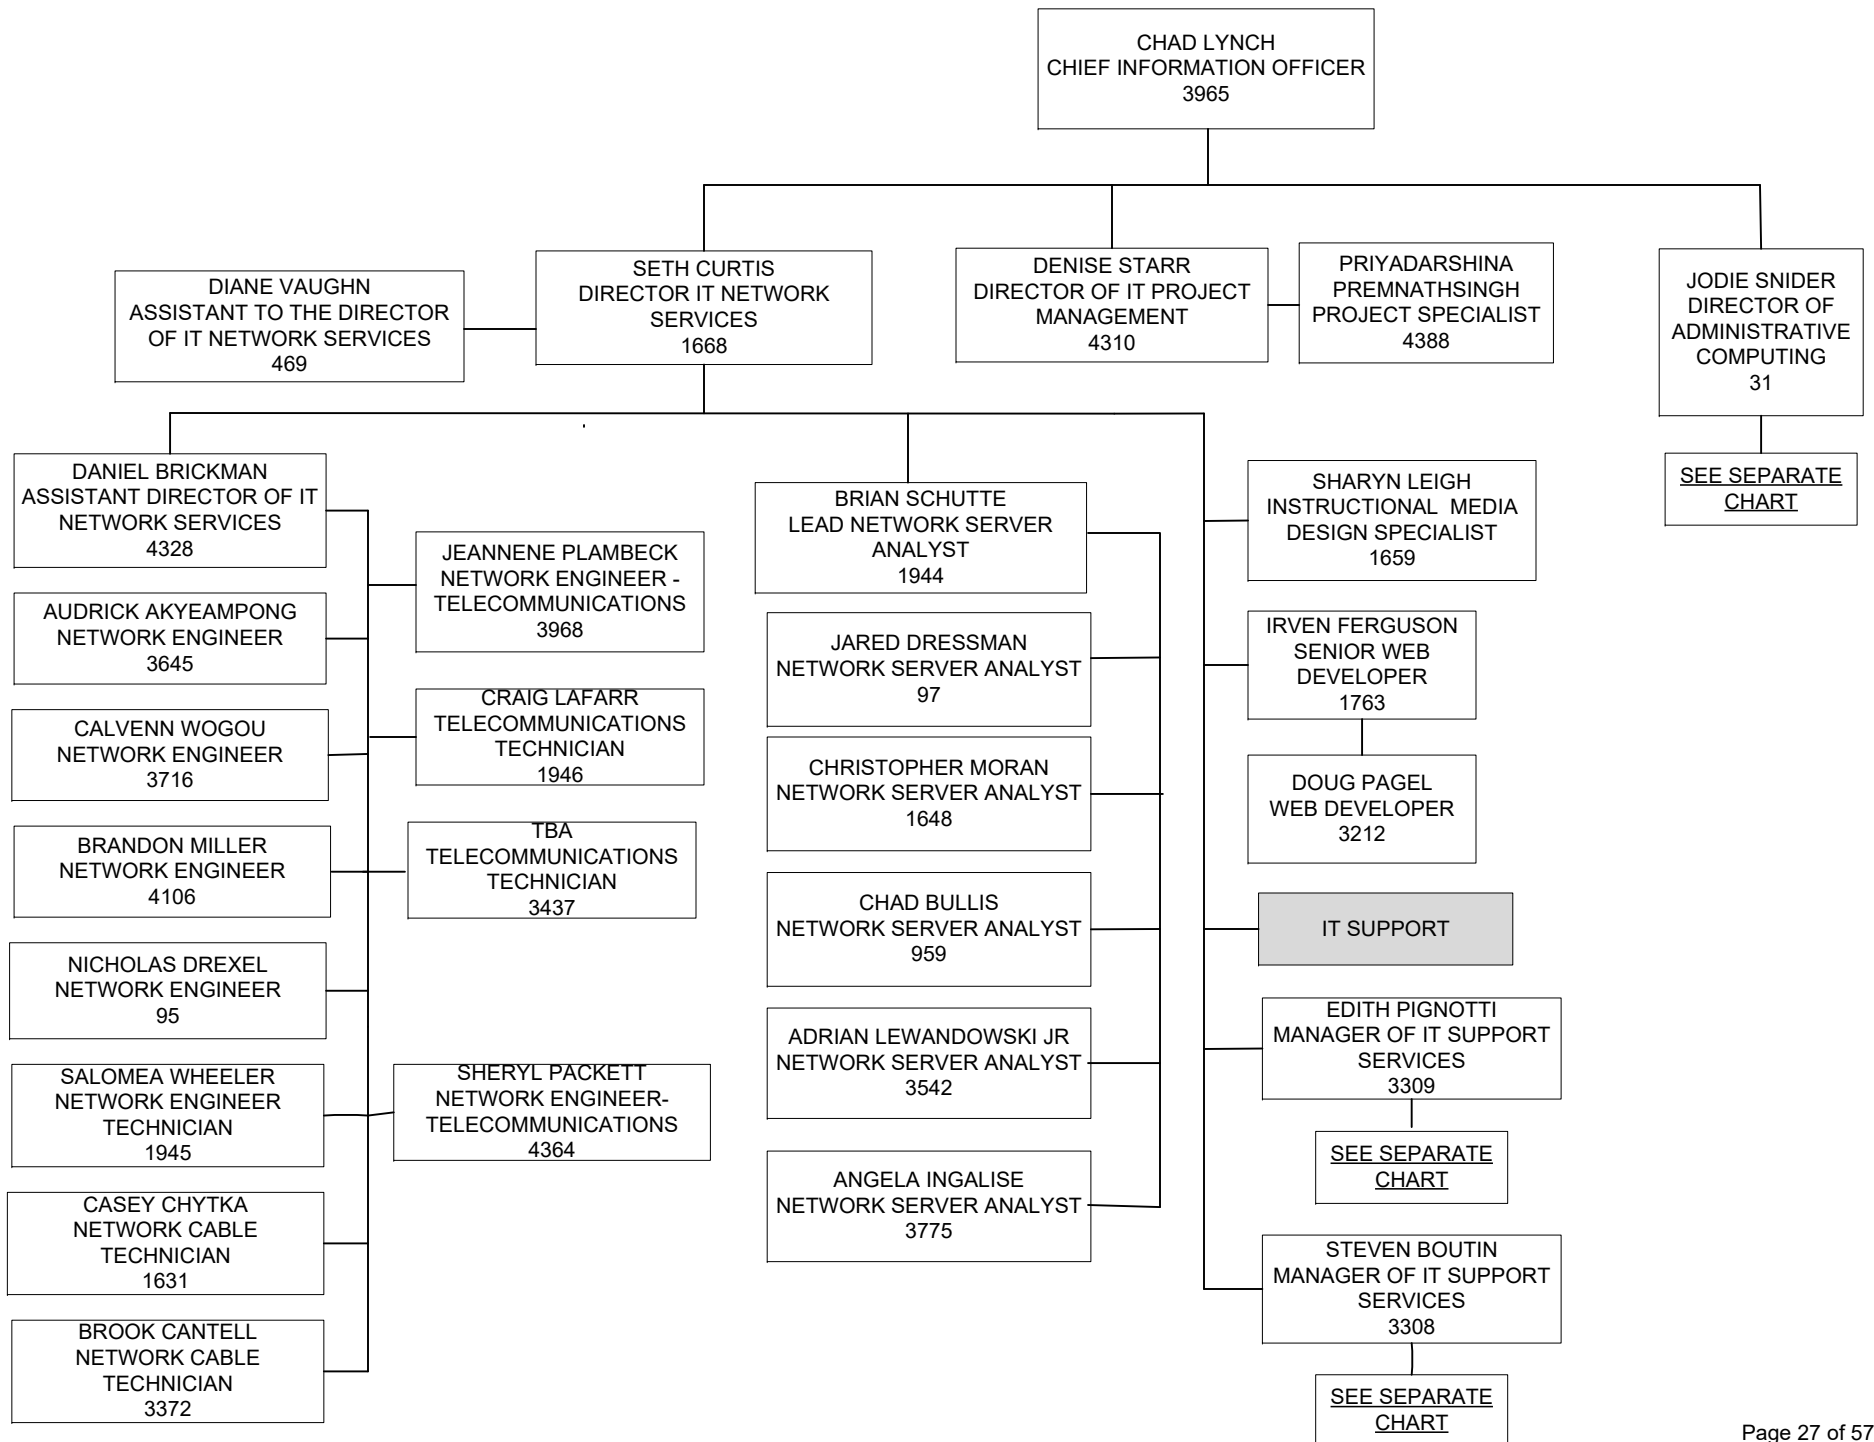 CHAD LYNCH
CHIEF INFORMATION OFFICER
3965
DIANE VAUGHN
ASSISTANT TO THE DIRECTOR
OF IT NETWORK SERVICES
469
SETH CURTIS
DIRECTOR IT NETWORK
SERVICES
1668
DENISE STARR
DIRECTOR OF IT PROJECT
MANAGEMENT
4310
PRIYADARSHINA
PREMNATHSINGH
PROJECT SPECIALIST
4388
JODIE SNIDER
DIRECTOR OF
ADMINISTRATIVE
COMPUTING
31
SEE SEPARATE
CHART
DANIEL BRICKMAN
ASSISTANT DIRECTOR OF IT
NETWORK SERVICES
4328
AUDRICK AKYEAMPONG
NETWORK ENGINEER
3645
CALVENN WOGOU
NETWORK ENGINEER
3716
BRANDON MILLER
NETWORK ENGINEER
4106
NICHOLAS DREXEL
NETWORK ENGINEER
95
SALOMEA WHEELER
NETWORK ENGINEER
TECHNICIAN
1945
CASEY CHYTKA
NETWORK CABLE
TECHNICIAN
1631
BROOK CANTELL
NETWORK CABLE
TECHNICIAN
3372
JEANNENE PLAMBECK
NETWORK ENGINEER -
TELECOMMUNICATIONS
3968
CRAIG LAFARR
TELECOMMUNICATIONS
TECHNICIAN
1946
TBA
TELECOMMUNICATIONS
TECHNICIAN
3437
SHERYL PACKETT
NETWORK ENGINEER-
TELECOMMUNICATIONS
4364
BRIAN SCHUTTE
LEAD NETWORK SERVER
ANALYST
1944
JARED DRESSMAN
NETWORK SERVER ANALYST
97
CHRISTOPHER MORAN
NETWORK SERVER ANALYST
1648
CHAD BULLIS
NETWORK SERVER ANALYST
959
ADRIAN LEWANDOWSKI JR
NETWORK SERVER ANALYST
3542
ANGELA INGALISE
NETWORK SERVER ANALYST
3775
SHARYN LEIGH
INSTRUCTIONAL  MEDIA
DESIGN SPECIALIST
1659
IRVEN FERGUSON
SENIOR WEB
DEVELOPER
1763
DOUG PAGEL
WEB DEVELOPER
3212
IT SUPPORT
EDITH PIGNOTTI
MANAGER OF IT SUPPORT
SERVICES
3309
SEE SEPARATE
CHART
STEVEN BOUTIN
MANAGER OF IT SUPPORT
SERVICES
3308
SEE SEPARATE
CHART
Page 27 of 57